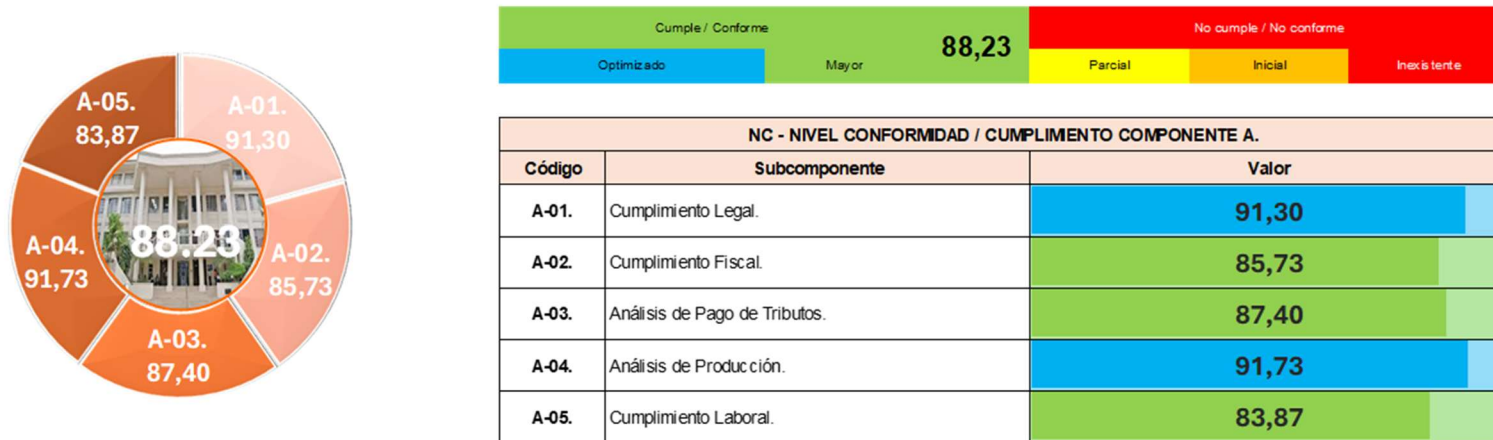 A-05.
83,87
A-01.
91,30
A-04.
91,73
88.23
A-02.
85,73
A-03.
87,40
Cumple / Conforme
88,23
No cumple / No conforme
Optimizado
Mayor
Parcial
Inicial
Inexistente
NC - NIVEL CONFORMIDAD / CUMPLIMIENTO COMPONENTE A.
Código Subcomponente Valor
A-01. Cumplimiento Legal. 91,30
A-02. Cumplimiento Fiscal. 85,73
A-03. Análisis de Pago de Tributos. 87,40
A-04. Análisis de Producción. 91,73
A-05. Cumplimiento Laboral. 83,87